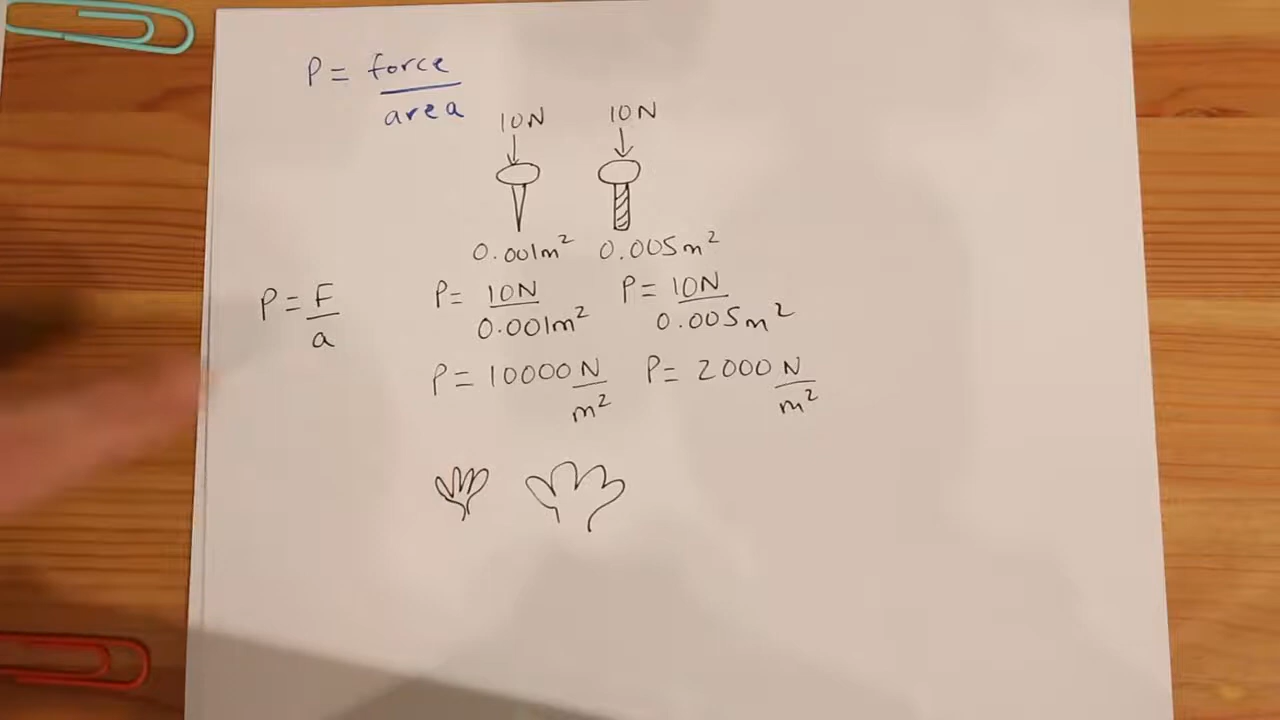 P = force
area
10N 10N
0.001m² 0.005m²
P = F
a
P = 10N P = 10N
0.001m² 0.005m²
P = 10000 N P = 2000 N
m² m²